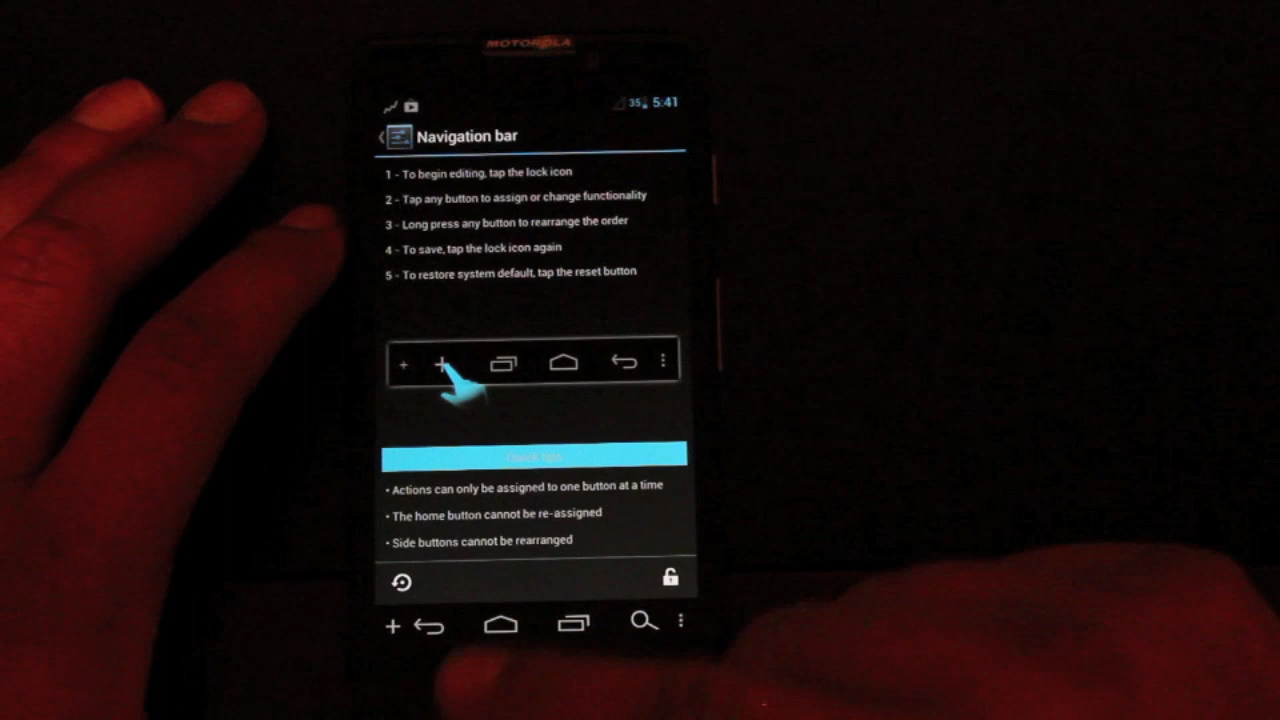 MOTOROLA
35 5:41
Navigation bar
1 - To begin editing, tap the lock icon
2 - Tap any button to assign or change functionality
3 - Long press any button to rearrange the order
4 - To save, tap the lock icon again
5 - To restore system default, tap the reset button
Quick tips
• Actions can only be assigned to one button at a time
• The home button cannot be re-assigned
• Side buttons cannot be rearranged